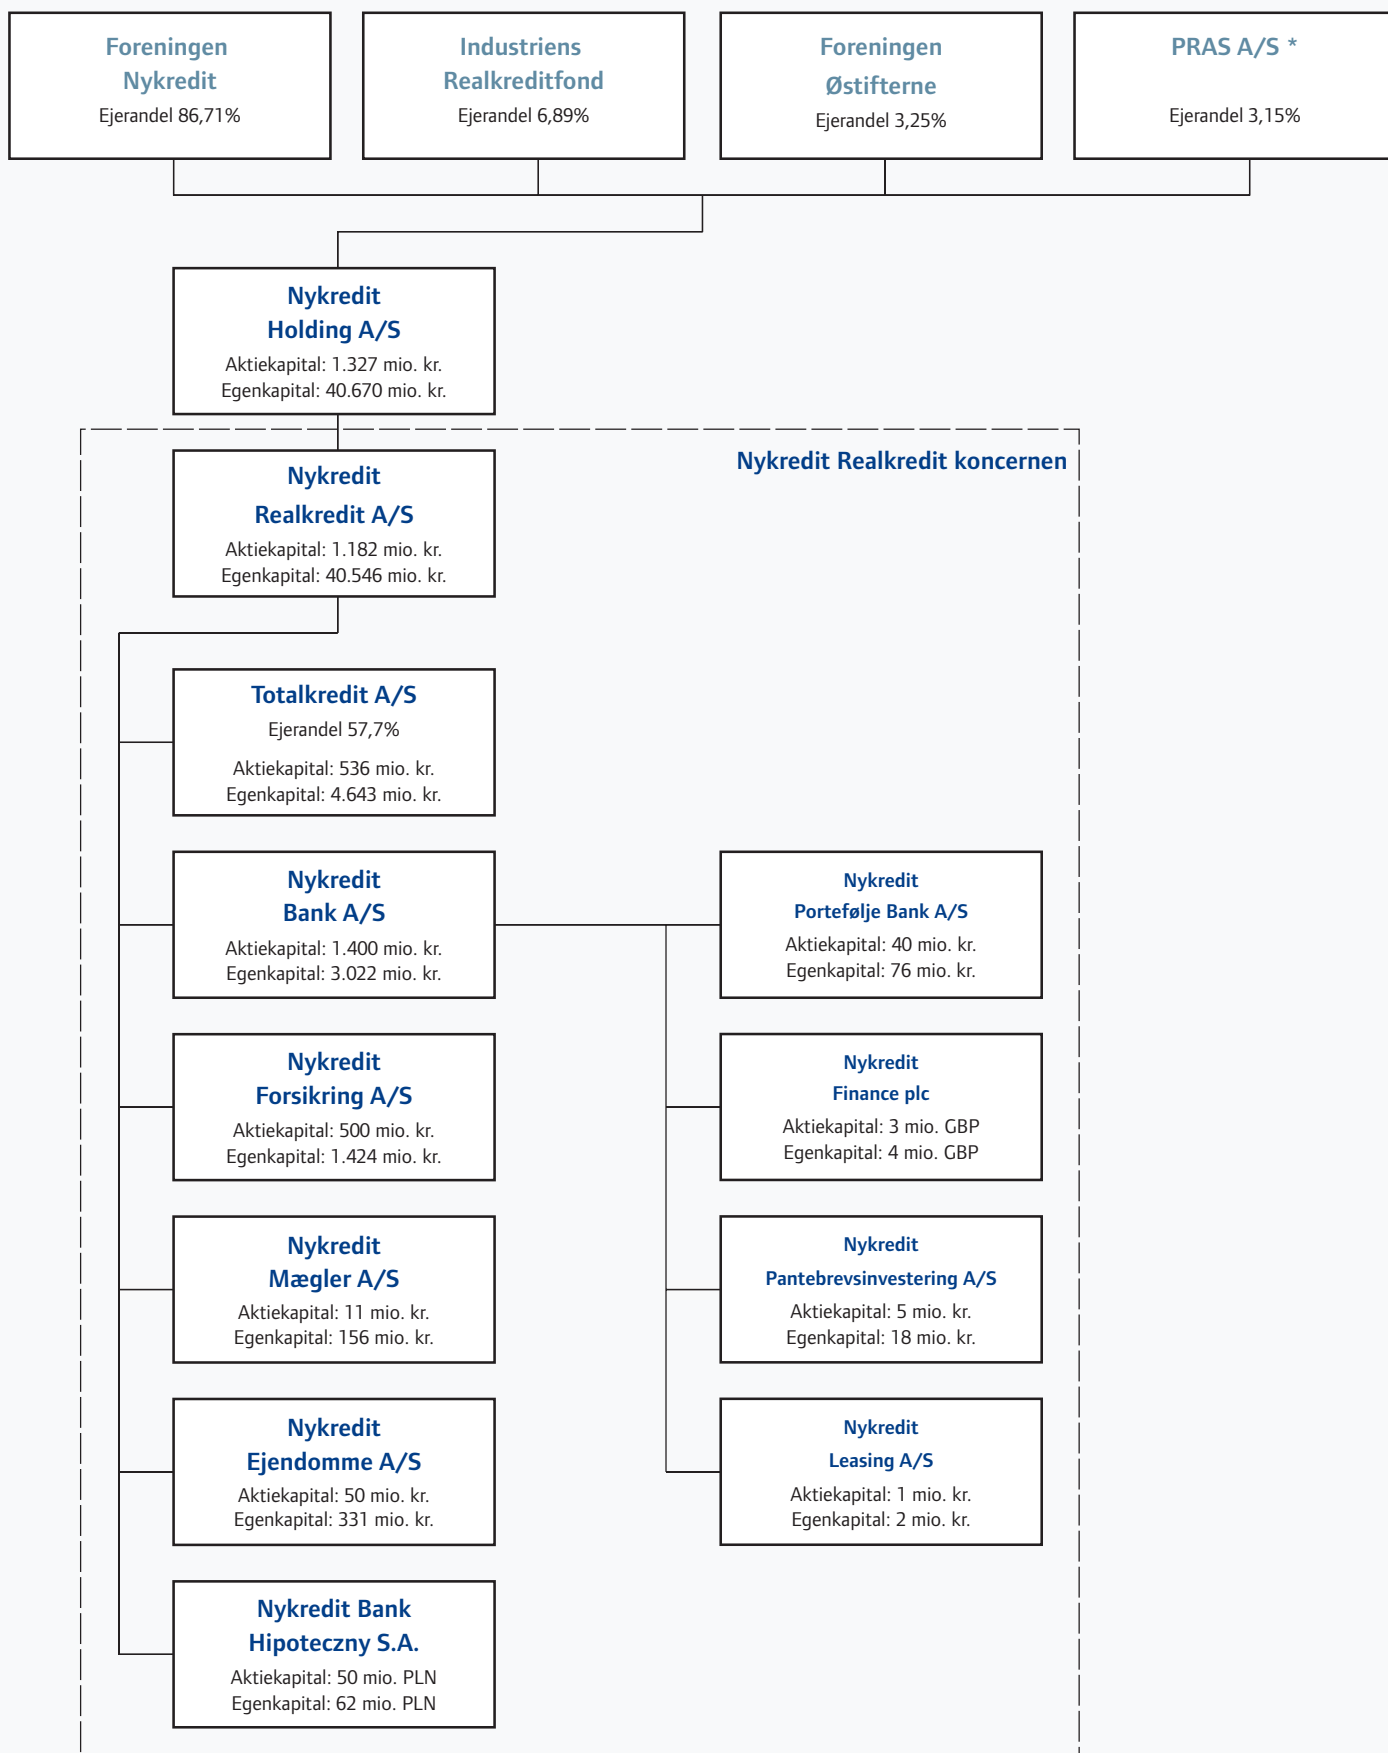 Foreningen
Nykredit
Ejerandel 86,71%
Industriens
Realkreditfond
Ejerandel 6,89%
Foreningen
Østifterne
Ejerandel 3,25%
PRAS A/S *
Ejerandel 3,15%
Nykredit
Holding A/S
Aktiekapital: 1.327 mio. kr.
Egenkapital: 40.670 mio. kr.
Nykredit Realkredit koncernen
Nykredit
Realkredit A/S
Aktiekapital: 1.182 mio. kr.
Egenkapital: 40.546 mio. kr.
Totalkredit A/S
Ejerandel 57,7%
Aktiekapital: 536 mio. kr.
Egenkapital: 4.643 mio. kr.
Nykredit
Bank A/S
Aktiekapital: 1.400 mio. kr.
Egenkapital: 3.022 mio. kr.
Nykredit
Portefølje Bank A/S
Aktiekapital: 40 mio. kr.
Egenkapital: 76 mio. kr.
Nykredit
Forsikring A/S
Aktiekapital: 500 mio. kr.
Egenkapital: 1.424 mio. kr.
Nykredit
Finance plc
Aktiekapital: 3 mio. GBP
Egenkapital: 4 mio. GBP
Nykredit
Mægler A/S
Aktiekapital: 11 mio. kr.
Egenkapital: 156 mio. kr.
Nykredit
Pantebrevsinvestering A/S
Aktiekapital: 5 mio. kr.
Egenkapital: 18 mio. kr.
Nykredit
Ejendomme A/S
Aktiekapital: 50 mio. kr.
Egenkapital: 331 mio. kr.
Nykredit
Leasing A/S
Aktiekapital: 1 mio. kr.
Egenkapital: 2 mio. kr.
Nykredit Bank
Hipoteczny S.A.
Aktiekapital: 50 mio. PLN
Egenkapital: 62 mio. PLN